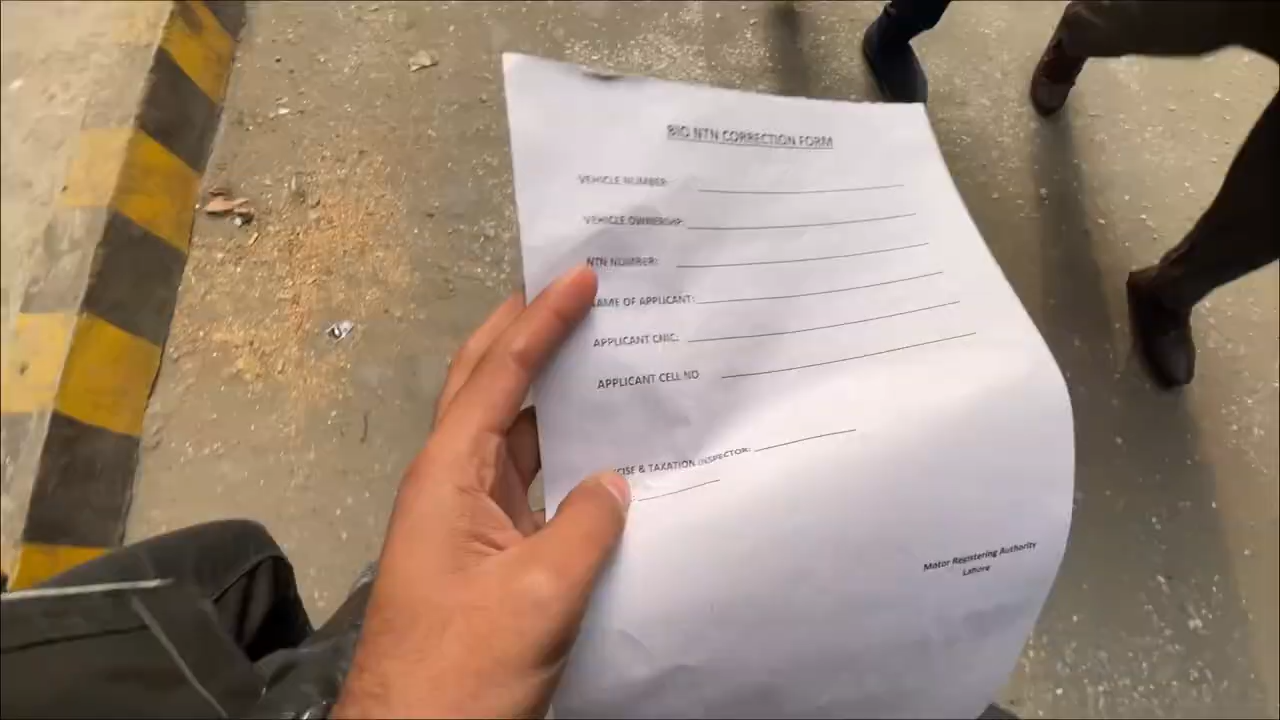 BIO NTN CORRECTION FORM
VEHICLE NUMBER:
VEHICLE OWNERSHIP:
NTN NUMBER:
NAME OF APPLICANT:
APPLICANT CNIC:
APPLICANT CELL NO
CISE & TAXATION INSPECTOR:
:
Motor Registering Authority
Lahore